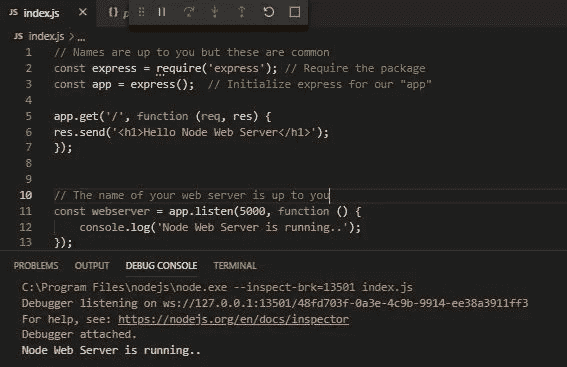 JS index.js ×
{} p
JS index.js > ...
1 // Names are up to you but these are common
2 const express = require('express'); // Require the package
3 const app = express();  // Initialize express for our "app"
4
5 app.get('/', function (req, res) {
6 res.send('<h1>Hello Node Web Server</h1>');
7 });
8
9
10 // The name of your web server is up to you
11 const webserver = app.listen(5000, function () {
12     console.log('Node Web Server is running..');
13 });
PROBLEMS OUTPUT DEBUG CONSOLE TERMINAL
C:\Program Files\nodejs\node.exe --inspect-brk=13501 index.js
Debugger listening on ws://127.0.0.1:13501/48fd703f-0a3e-4c9b-9914-ee38a3911ff3
For help, see: https://nodejs.org/en/docs/inspector
Debugger attached.
Node Web Server is running..